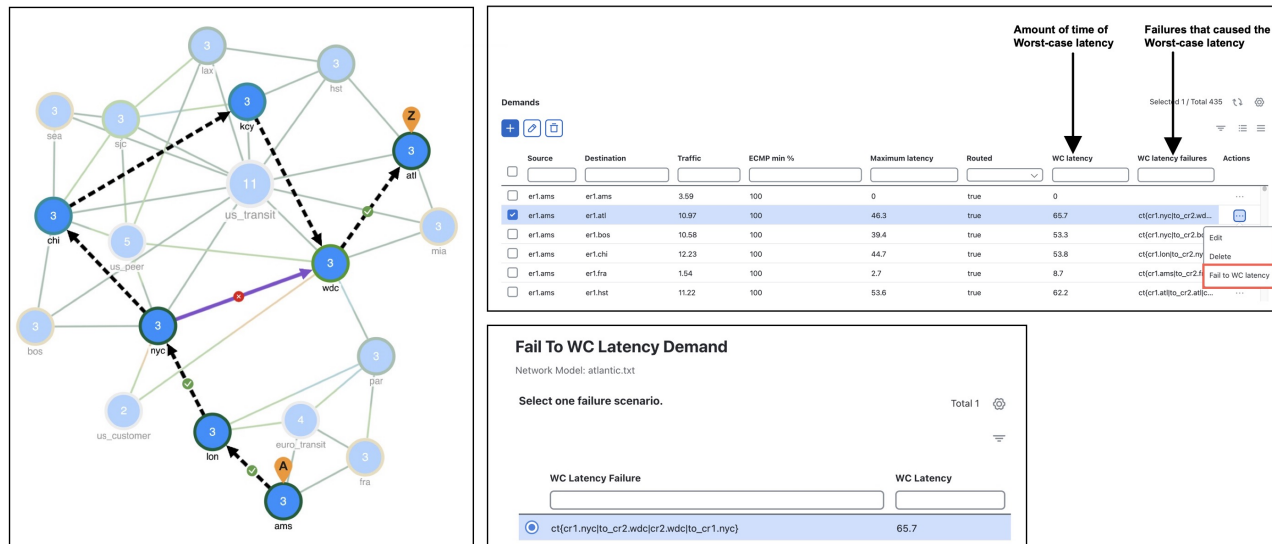 3
lax
3
hst
3
kcy
3
sea
3
sjc
Z
3
atl
11
us_transit
3
chi
5
us_peer
3
mia
3
wdc
3
nyc
3
bos
3
par
2
us_customer
3
lon
4
euro_transit
3
fra
A
3
ams
Amount of time of
Worst-case latency
Failures that caused the
Worst-case latency
Demands
Selected 1 / Total 435
Source Destination Traffic ECMP min % Maximum latency Routed WC latency WC latency failures Actions
er1.ams er1.ams 3.59 100 0 true 0 ...
er1.ams er1.atl 10.97 100 46.3 true 65.7 ct{cr1.nyc|to_cr2.wd... ...
er1.ams er1.bos 10.58 100 39.4 true 53.3 ct{cr1.nyc|to_cr2.bo
er1.ams er1.chi 12.23 100 44.7 true 53.8 ct{cr1.lon|to_cr2.ny
er1.ams er1.fra 1.54 100 2.7 true 8.7 ct{cr1.ams|to_cr2.f
er1.ams er1.hst 11.22 100 53.6 true 62.2 ct{cr1.atl|to_cr2.atl|c... ...
Edit
Delete
Fail to WC latency
Fail To WC Latency Demand
Network Model: atlantic.txt
Select one failure scenario.
Total 1
WC Latency Failure WC Latency
ct{cr1.nyc|to_cr2.wdc|cr2.wdc|to_cr1.nyc} 65.7